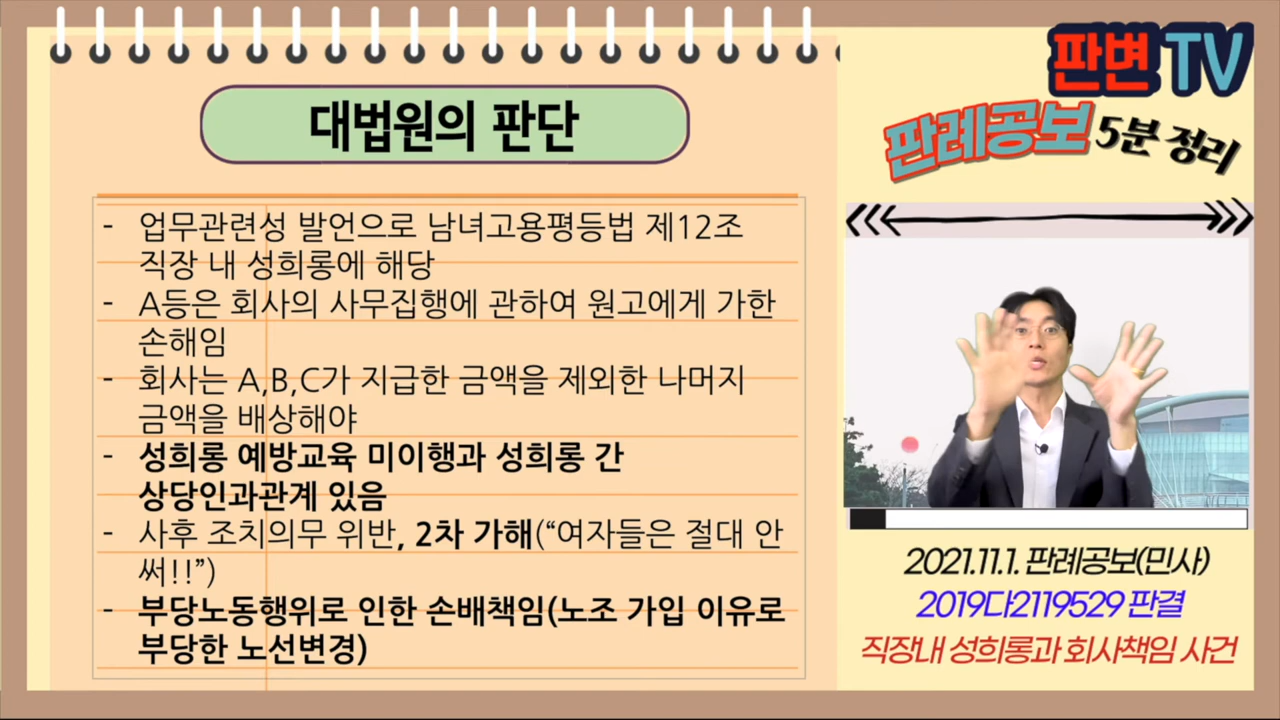 판변 TV
판례공보 5분 정리
대법원의 판단
- 업무관련성 발언으로 남녀고용평등법 제12조
직장 내 성희롱에 해당
- A등은 회사의 사무집행에 관하여 원고에게 가한
손해임
- 회사는 A,B,C가 지급한 금액을 제외한 나머지
금액을 배상해야
- 성희롱 예방교육 미이행과 성희롱 간
상당인과관계 있음
- 사후 조치의무 위반, 2차 가해(“여자들은 절대 안
써!!”)
- 부당노동행위로 인한 손배책임(노조 가입 이유로
부당한 노선변경)
2021.11.1. 판례공보(민사)
2019다2119529 판결
직장내 성희롱과 회사책임 사건